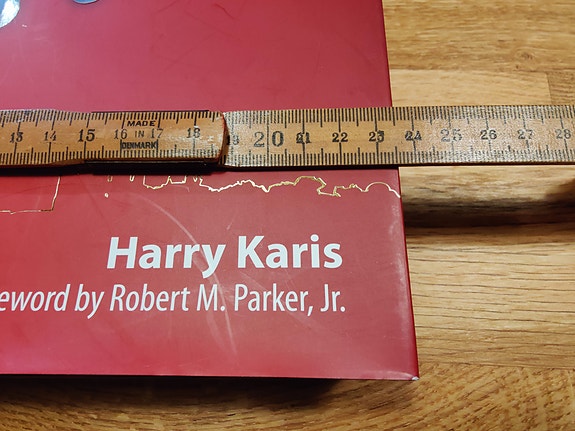 13 14 15 16 IN 17 18 19 20 21 22 23 24 25 26 27 28
MADE
DENMARK
Harry Karis
eword by Robert M. Parker, Jr.